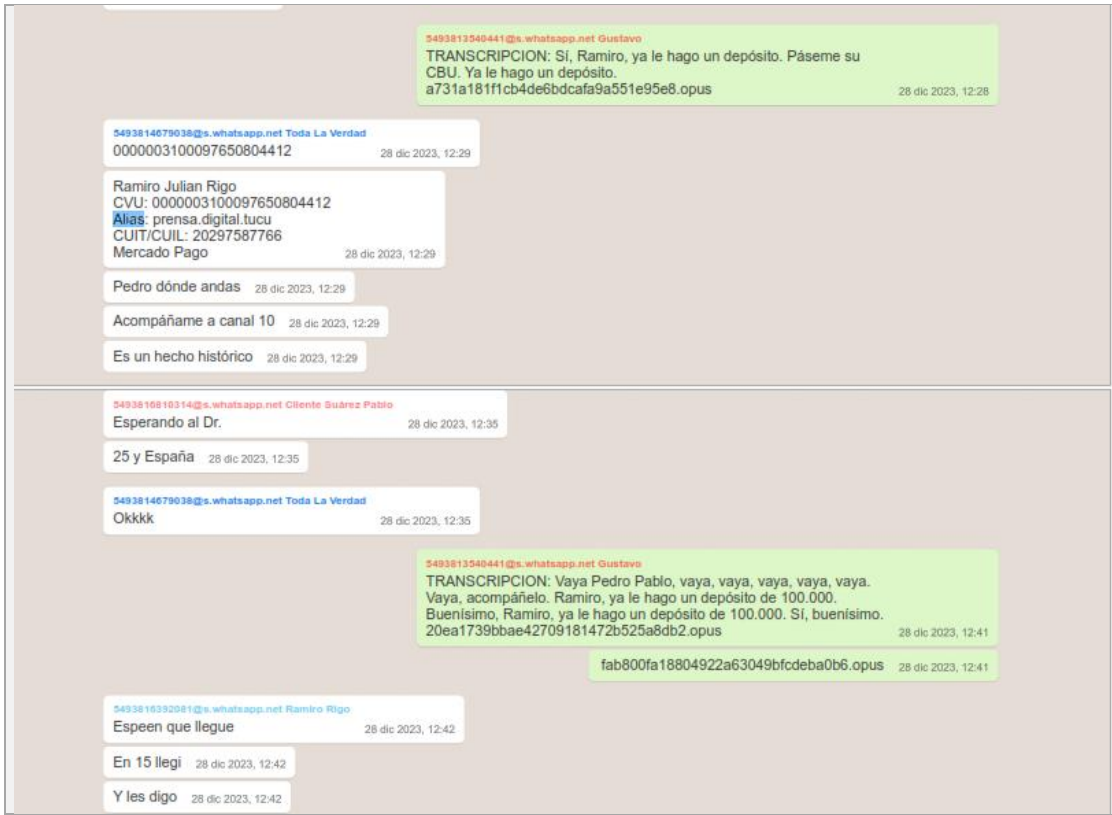 5493813540441@s.whatsapp.net Gustavo
TRANSCRIPCION: Sí, Ramiro, ya le hago un depósito. Páseme su
CBU. Ya le hago un depósito.
a731a181f1cb4de6bdcafa9a551e95e8.opus 28 dic 2023, 12:28
5493814679038@s.whatsapp.net Toda La Verdad
0000003100097650804412 28 dic 2023, 12:29
Ramiro Julian Rigo
CVU: 0000003100097650804412
Alias: prensa.digital.tucu
CUIT/CUIL: 20297587766
Mercado Pago 28 dic 2023, 12:29
Pedro dónde andas 28 dic 2023, 12:29
Acompáñame a canal 10 28 dic 2023, 12:29
Es un hecho histórico 28 dic 2023, 12:29
5493816810314@s.whatsapp.net Cliente Suárez Pablo
Esperando al Dr. 28 dic 2023, 12:35
25 y España 28 dic 2023, 12:35
5493814679038@s.whatsapp.net Toda La Verdad
Okkkk 28 dic 2023, 12:35
5493813540441@s.whatsapp.net Gustavo
TRANSCRIPCION: Vaya Pedro Pablo, vaya, vaya, vaya, vaya, vaya.
Vaya, acompáñelo. Ramiro, ya le hago un depósito de 100.000.
Buenísimo, Ramiro, ya le hago un depósito de 100.000. Sí, buenísimo.
20ea1739bbae42709181472b525a8db2.opus 28 dic 2023, 12:41
fab800fa18804922a63049bfcdeba0b6.opus 28 dic 2023, 12:41
5493816392081@s.whatsapp.net Ramiro Rigo
Espeen que llegue 28 dic 2023, 12:42
En 15 llegi 28 dic 2023, 12:42
Y les digo 28 dic 2023, 12:42